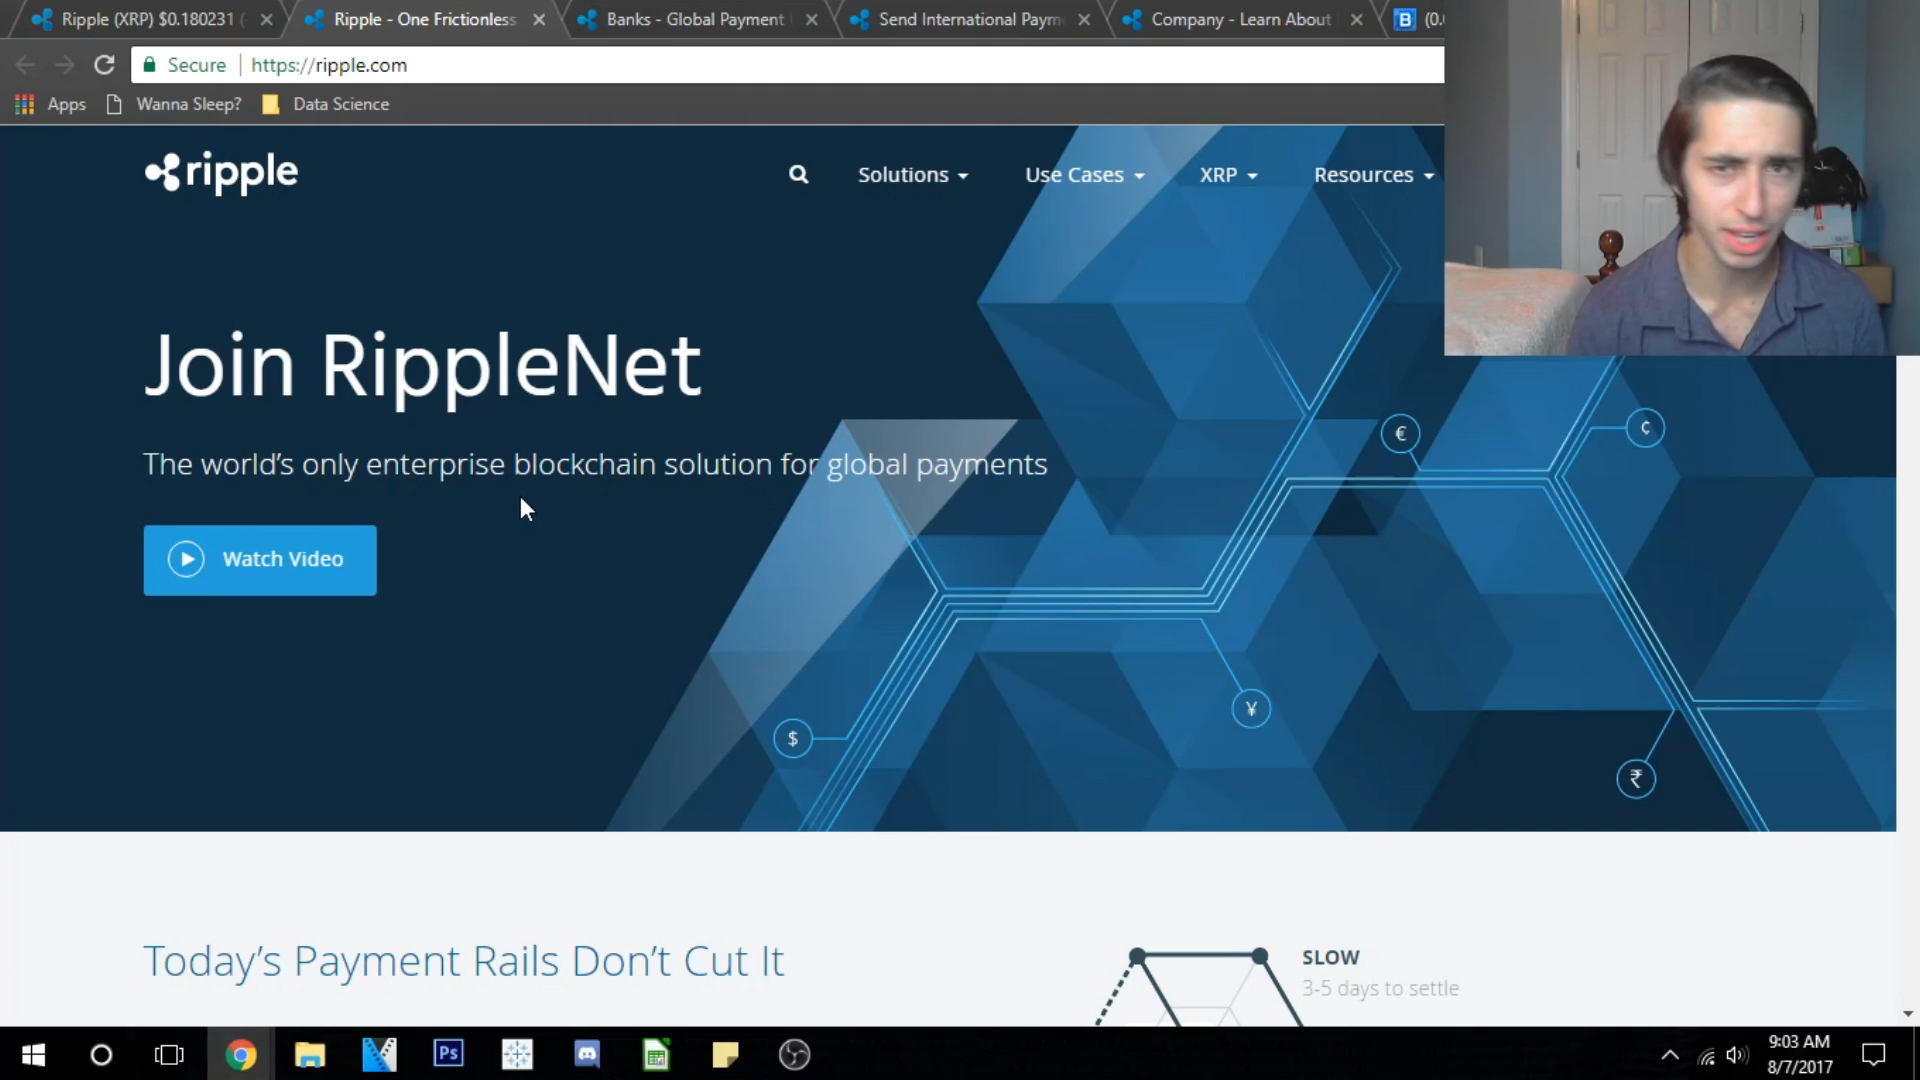 Ripple (XRP) $0.180231 (
Ripple - One Frictionless
Banks - Global Payment
Send International Paym
Company - Learn About
B (0.
Secure https://ripple.com
Apps Wanna Sleep? Data Science
ripple
Solutions Use Cases XRP Resources
Join RippleNet
The world's only enterprise blockchain solution for global payments
Watch Video
€
¢
¥
$
₹
Today's Payment Rails Don't Cut It
SLOW
3-5 days to settle
Ps
9:03 AM
8/7/2017